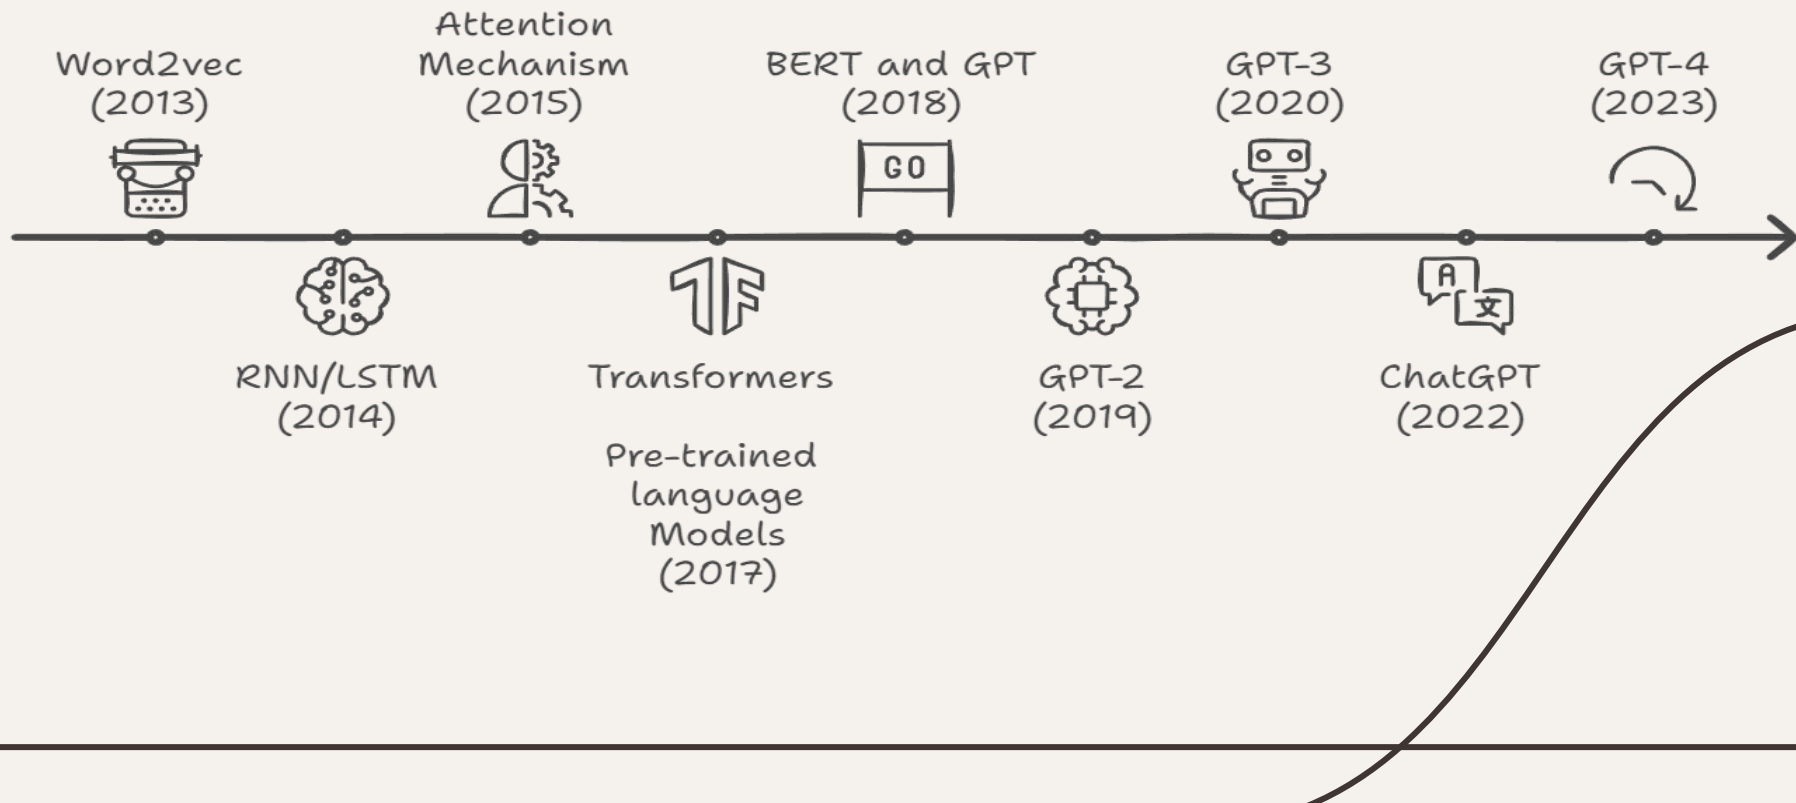 Word2vec
(2013)
RNN/LSTM
(2014)
Attention
Mechanism
(2015)
Transformers
Pre-trained
language
Models
(2017)
BERT and GPT
(2018)
GO
GPT-2
(2019)
GPT-3
(2020)
A
文
ChatGPT
(2022)
GPT-4
(2023)